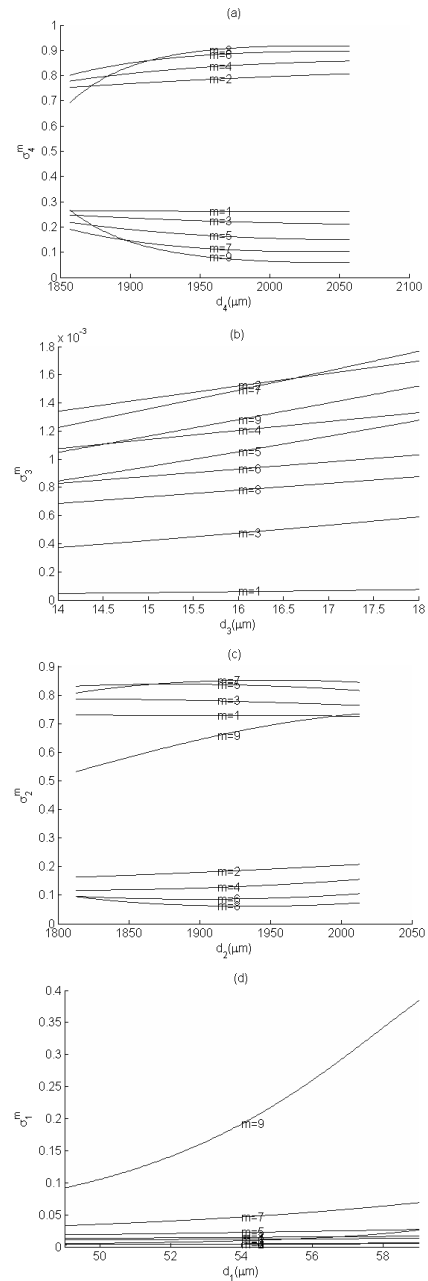 (a)
1
0.9
0.8
0.7
0.6
0.5
0.4
0.3
0.2
0.1
0
σ₄ᵐ
m=8
m=6
m=4
m=2
m=1
m=3
m=5
m=7
m=9
1850 1900 1950 2000 2050 2100
d₄(μm)
(b)
x 10⁻³
1.8
1.6
1.4
1.2
1
0.8
0.6
0.4
0.2
0
σ₃ᵐ
m=2
m=7
m=9
m=4
m=5
m=6
m=8
m=3
m=1
14 14.5 15 15.5 16 16.5 17 17.5 18
d₃(μm)
(c)
0.9
0.8
0.7
0.6
0.5
0.4
0.3
0.2
0.1
0
σ₂ᵐ
m=7
m=5
m=3
m=1
m=9
m=2
m=4
m=6
m=8
1800 1850 1900 1950 2000 2050
d₂(μm)
(d)
0.4
0.35
0.3
0.25
0.2
0.15
0.1
0.05
0
σ₁ᵐ
m=9
m=7
m=5
50 52 54 56 58
d₁(μm)